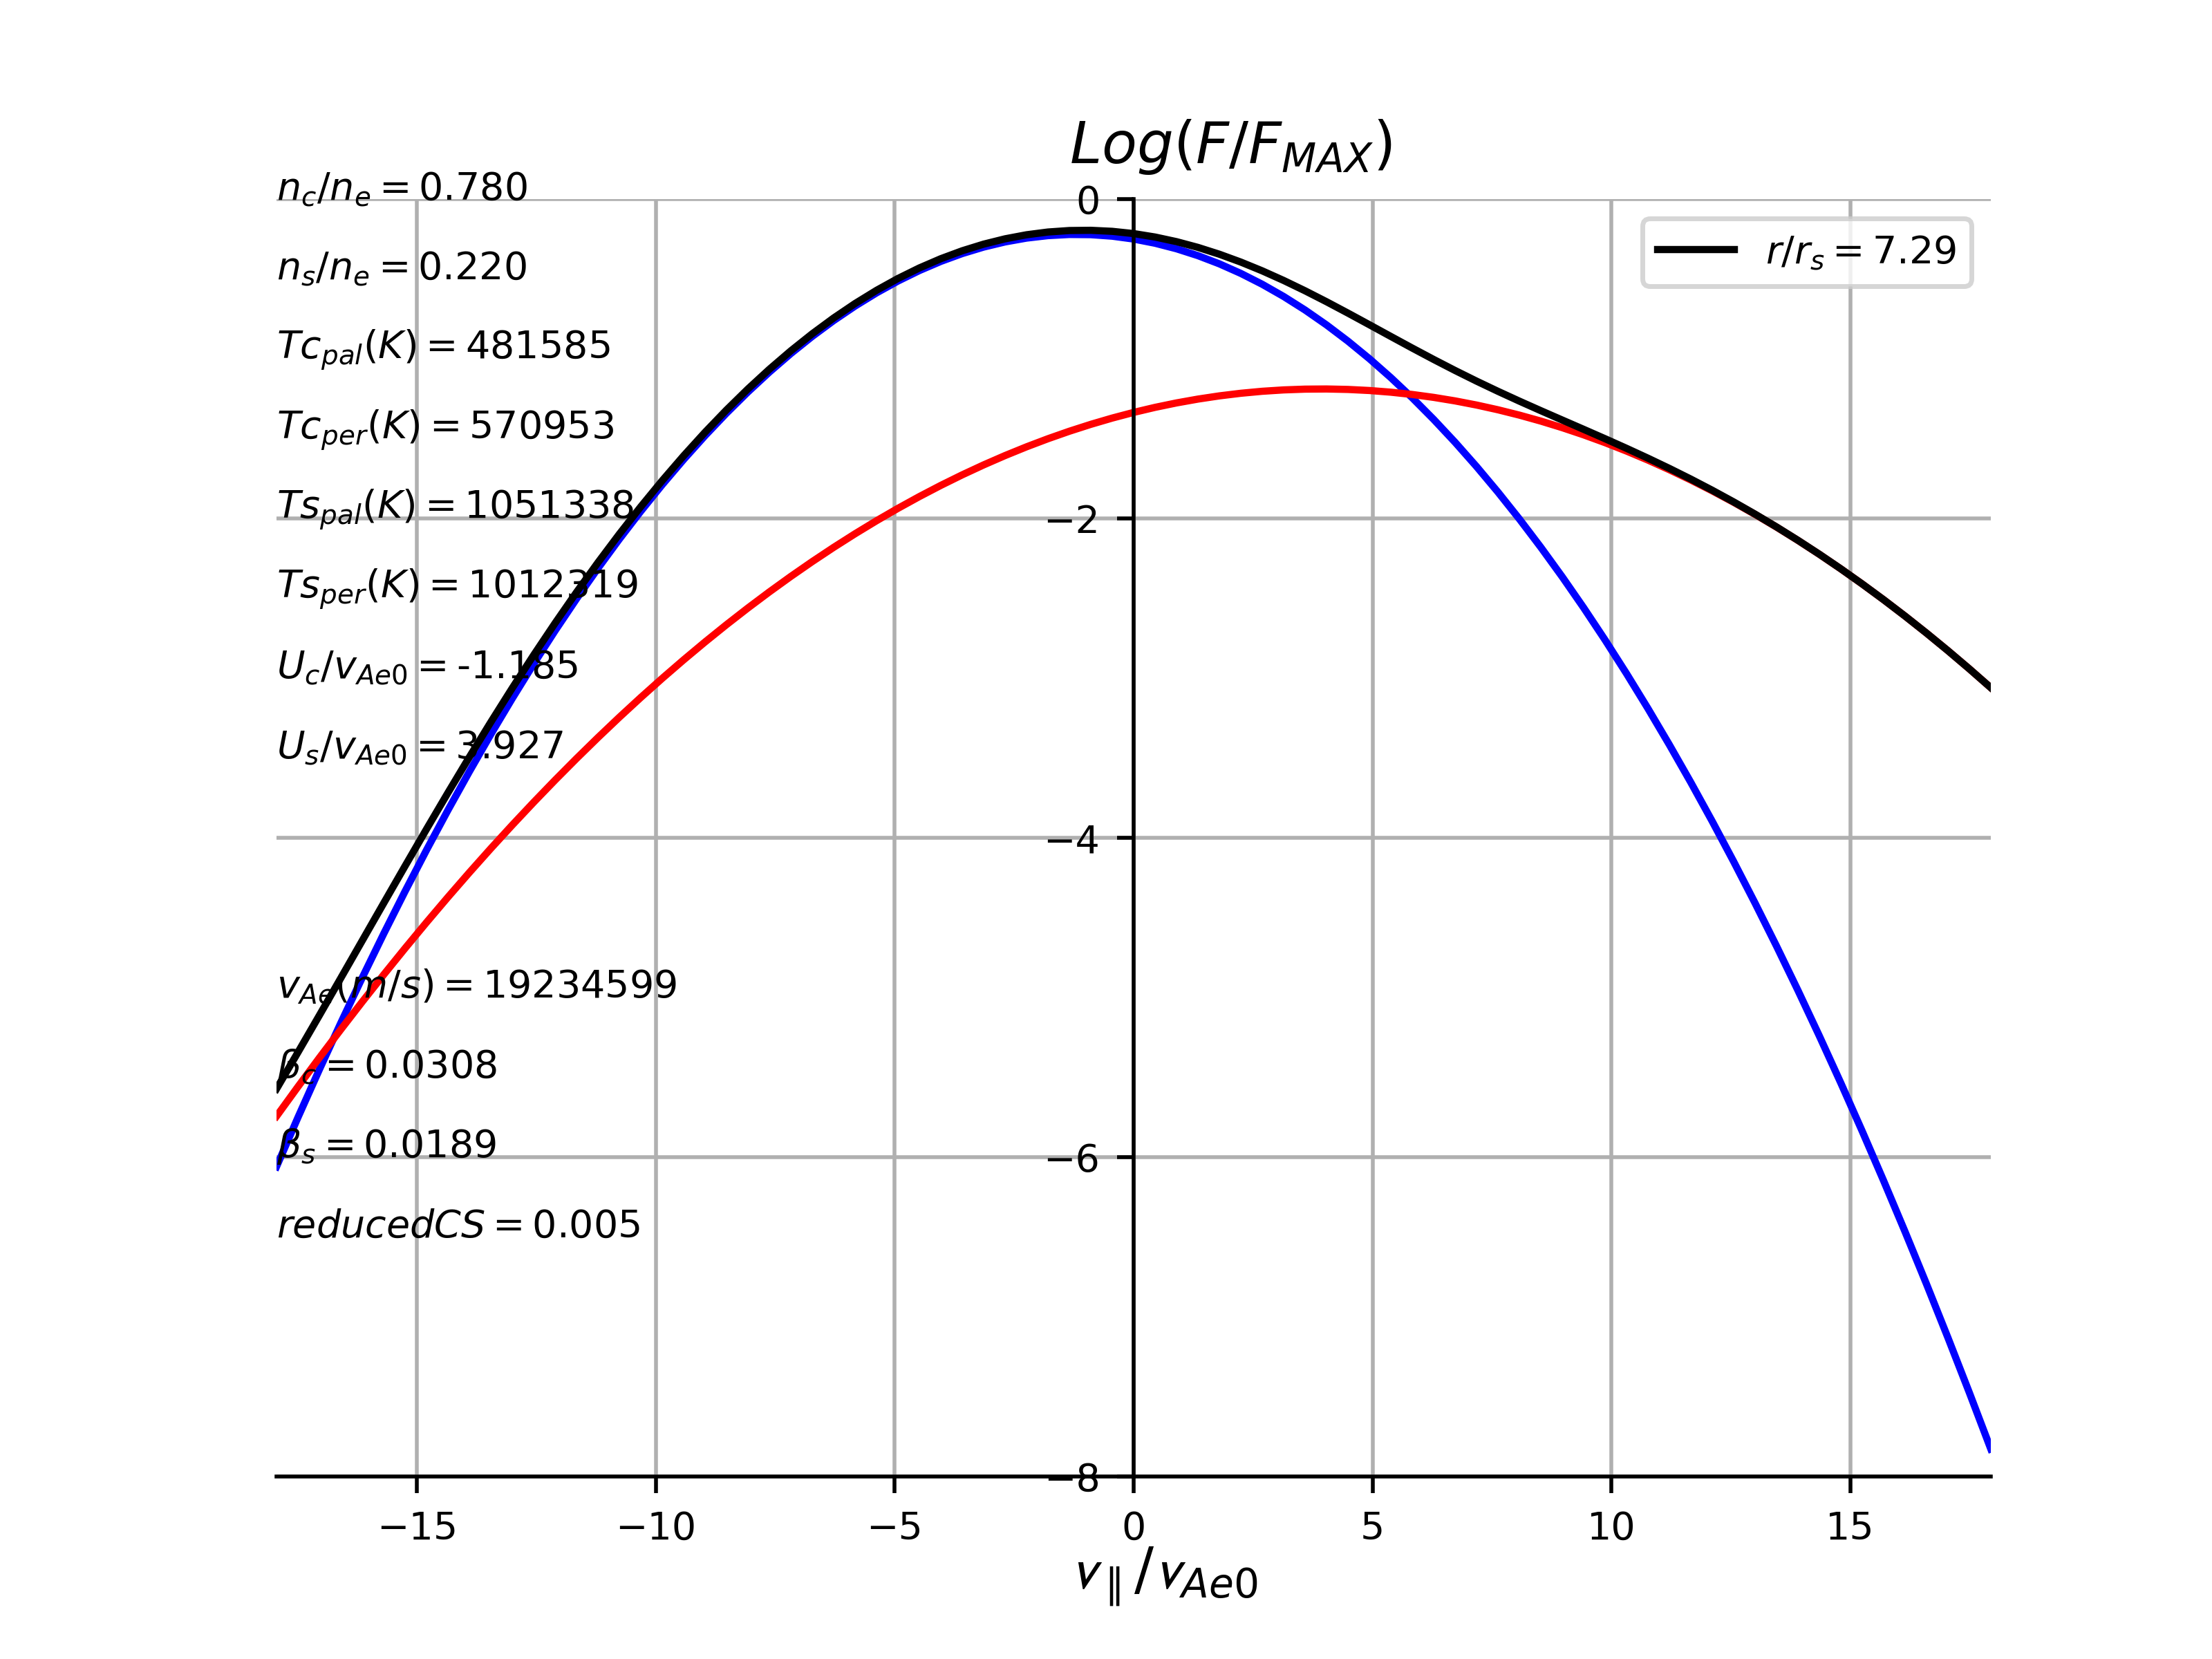 Log(F/F_MAX)
n_c/n_e = 0.780
n_s/n_e = 0.220
Tc_pal(K) = 481585
Tc_per(K) = 570953
Ts_pal(K) = 1051338
Ts_per(K) = 1012319
U_c/v_Ae0 = -1.185
U_s/v_Ae0 = 3.927
v_Ae(m/s) = 19234599
β_c = 0.0308
β_s = 0.0189
reducedCS = 0.005
r/r_s = 7.29
0
−2
−4
−6
−8
−15 −10 −5 0 5 10 15
v_∥/v_Ae0